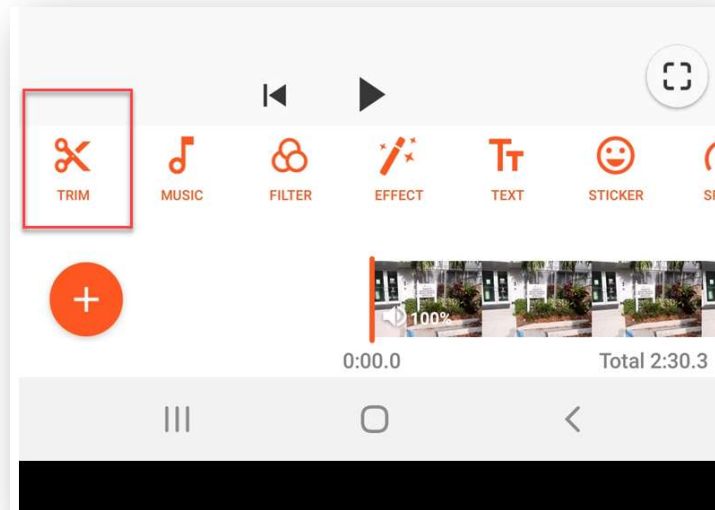 TRIM
MUSIC
FILTER
EFFECT
TEXT
STICKER
100%
0:00.0
Total 2:30.3